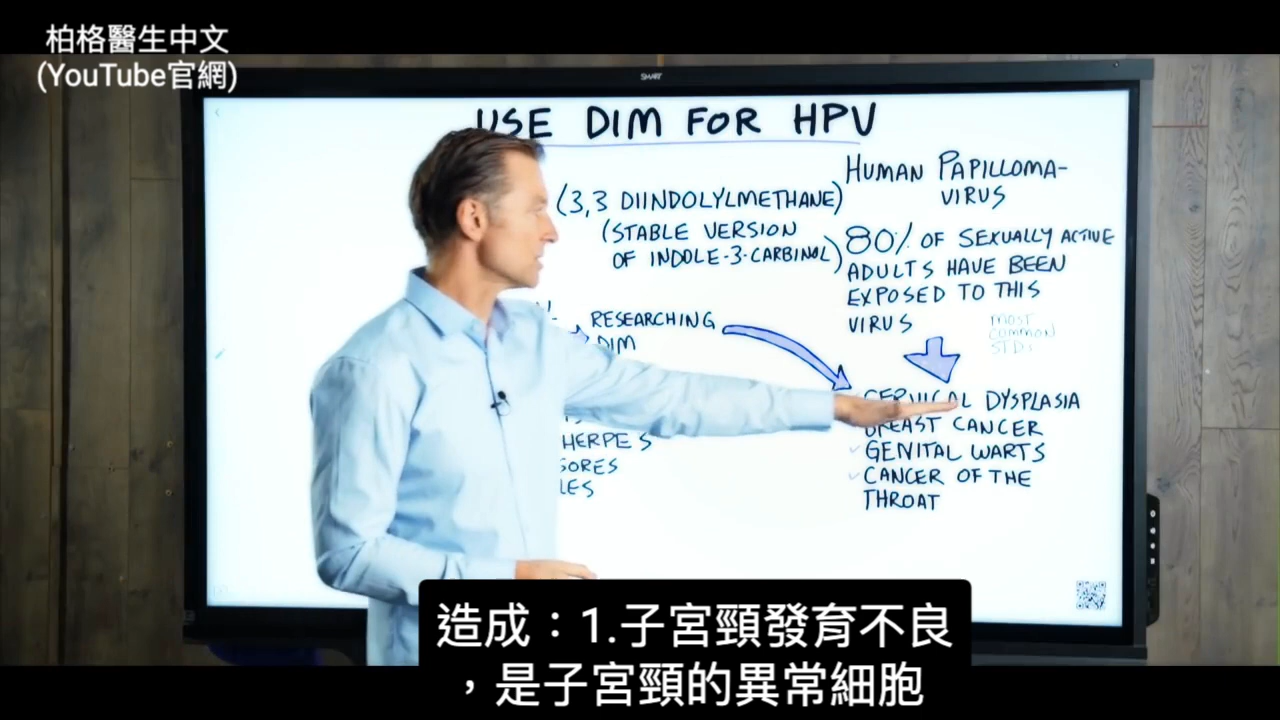 柏格醫生中文
(YouTube官網)
SMART
USE DIM FOR HPV
(3,3 DIINDOLYLMETHANE)
(STABLE VERSION
OF INDOLE-3-CARBINOL)
RESEARCHING
DIM
HERPES
SORES
LES
HUMAN PAPILLOMA-
VIRUS
80% OF SEXUALLY ACTIVE
ADULTS HAVE BEEN
EXPOSED TO THIS
VIRUS
MOST
COMMON
STDs
CERVICAL DYSPLASIA
BREAST CANCER
GENITAL WARTS
CANCER OF THE
THROAT
造成：1.子宮頸發育不良
，是子宮頸的異常細胞